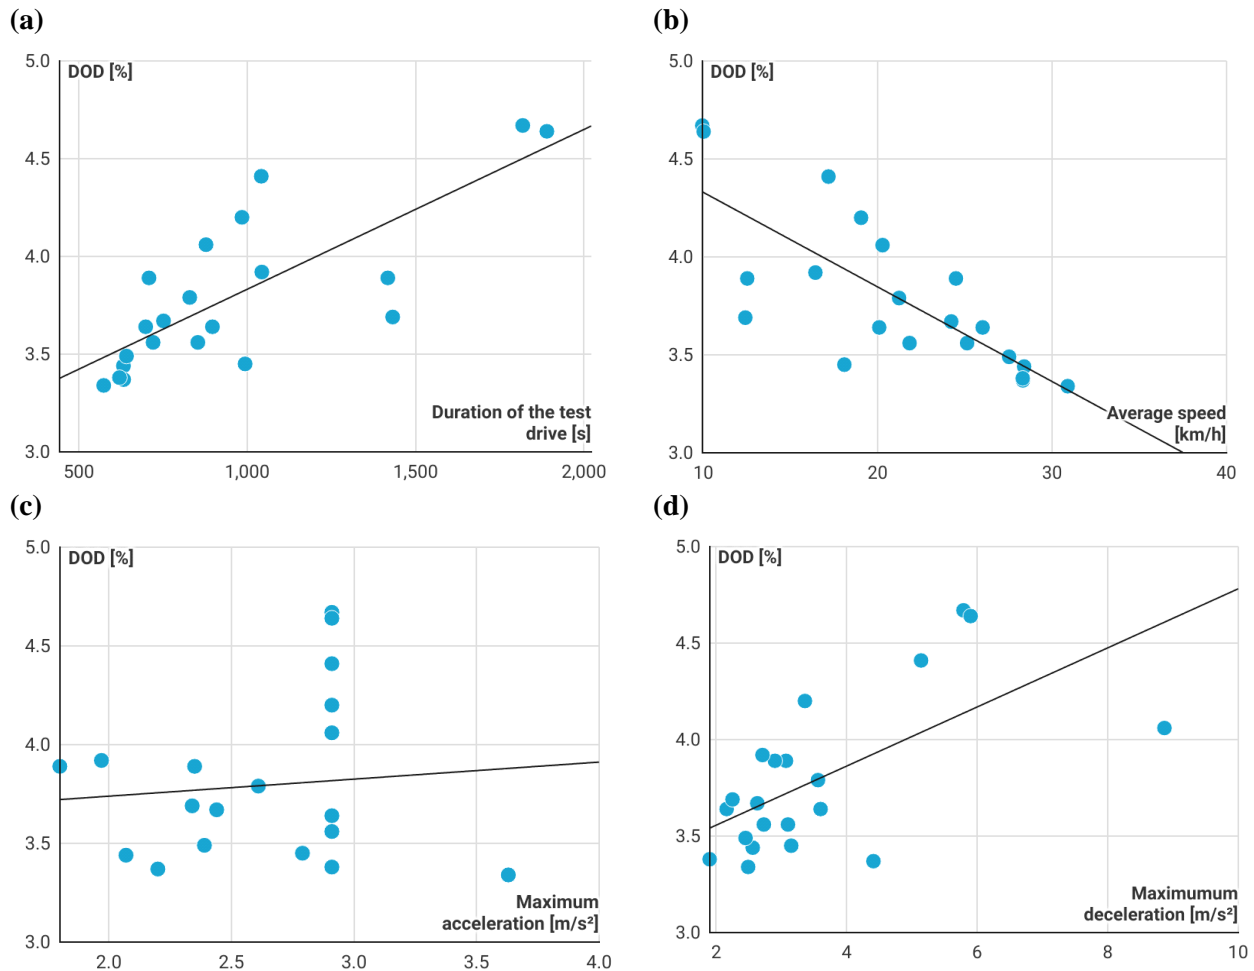 (a)
(b)
5.0
DOD [%]
4.5
4.0
3.5
3.0
Duration of the test
drive [s]
500
1,000
1,500
2,000
5.0
DOD [%]
4.5
4.0
3.5
3.0
Average speed
[km/h]
10
20
30
40
(c)
(d)
5.0
DOD [%]
4.5
4.0
3.5
3.0
Maximum
acceleration [m/s²]
2.0
2.5
3.0
3.5
4.0
5.0
DOD [%]
4.5
4.0
3.5
3.0
Maximumum
deceleration [m/s²]
2
4
6
8
10